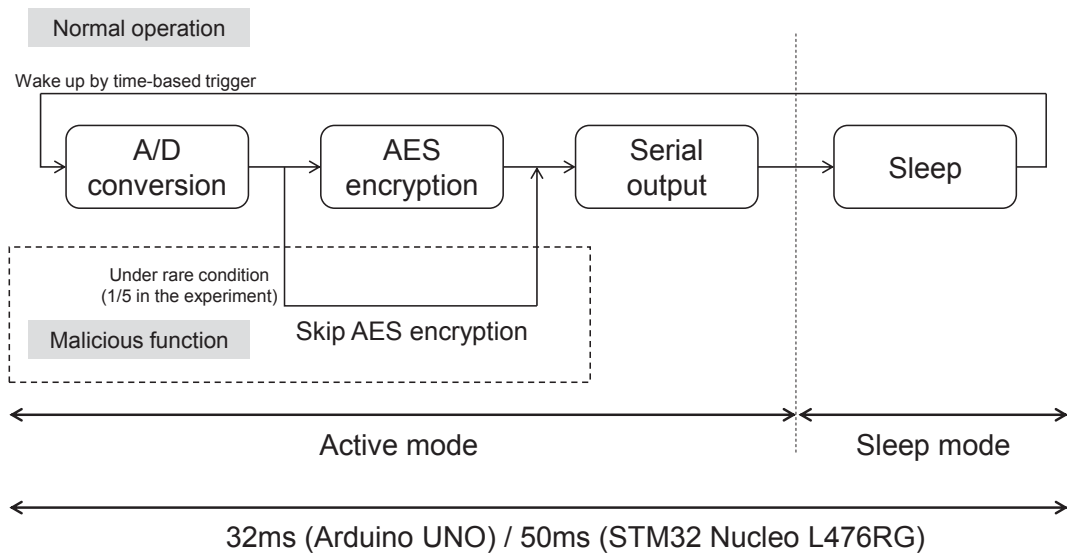 Normal operation
Wake up by time-based trigger
A/D
conversion
AES
encryption
Serial
output
Sleep
Under rare condition
(1/5 in the experiment)
Skip AES encryption
Malicious function
Active mode
Sleep mode
32ms (Arduino UNO) / 50ms (STM32 Nucleo L476RG)